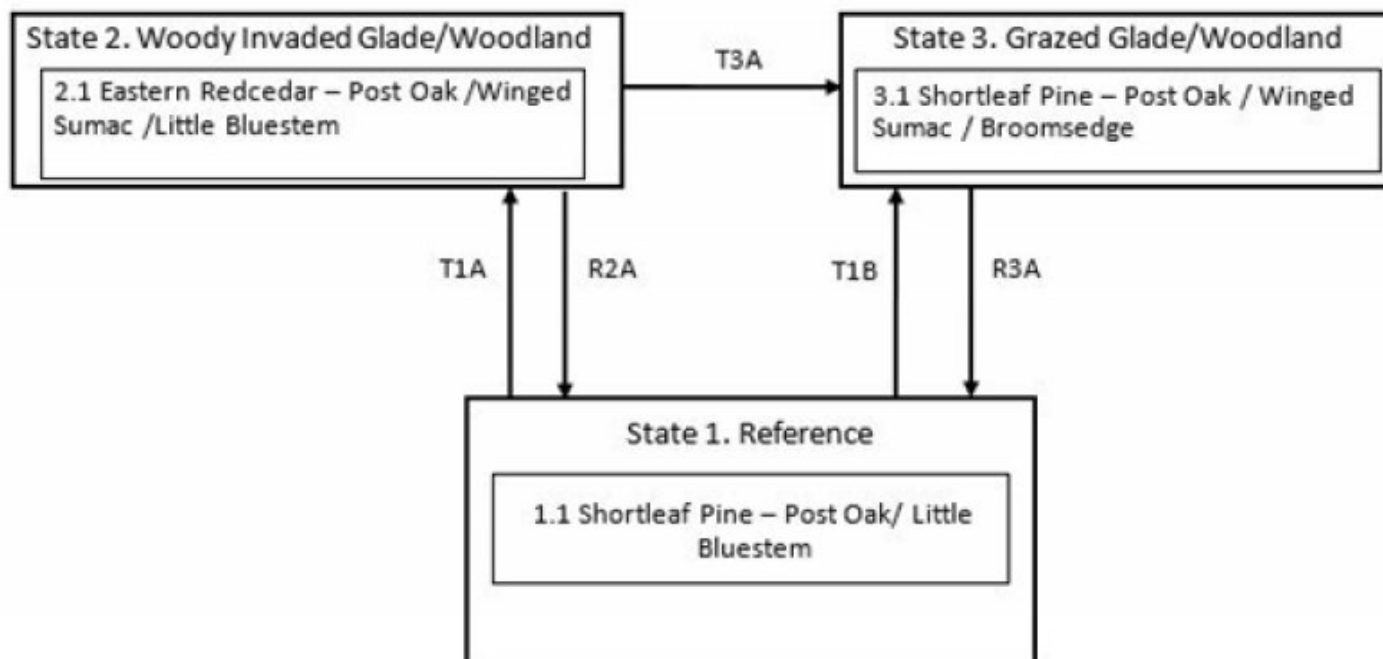 State 2. Woody Invaded Glade/Woodland
2.1 Eastern Redcedar – Post Oak /Winged
Sumac /Little Bluestem
T3A
State 3. Grazed Glade/Woodland
3.1 Shortleaf Pine – Post Oak / Winged
Sumac / Broomsedge
T1A
R2A
T1B
R3A
State 1. Reference
1.1 Shortleaf Pine – Post Oak/ Little
Bluestem